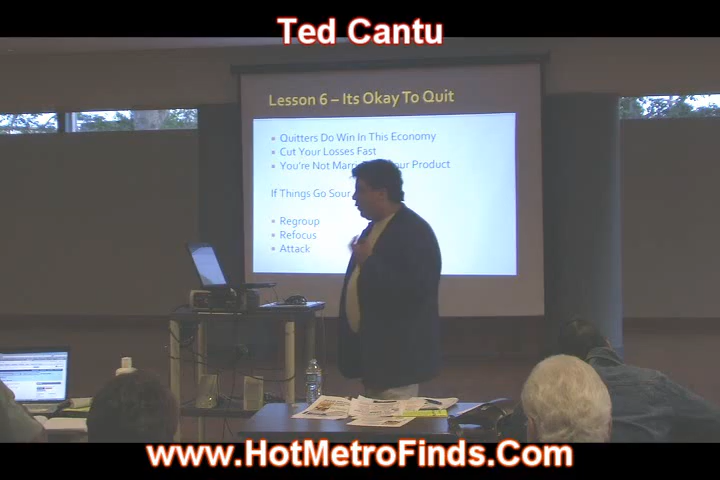 Ted Cantu
Lesson 6 – Its Okay To Quit
Quitters Do Win In This Economy
Cut Your Losses Fast
You're Not Product
If Things Go Sour
Regroup
Refocus
Attack
www.HotMetroFinds.Com